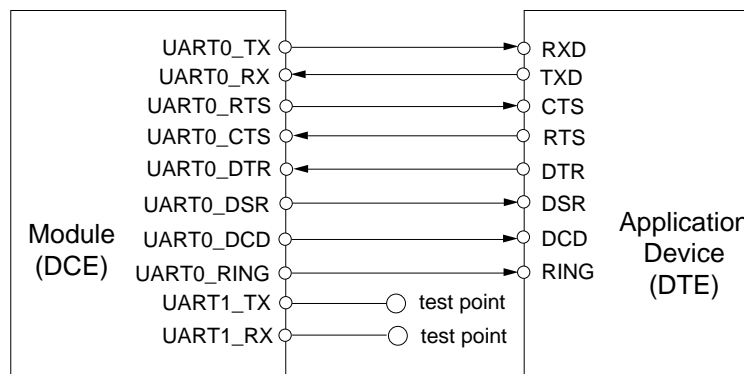 UART0_TX RXD
UART0_RX TXD
UART0_RTS CTS
UART0_CTS RTS
UART0_DTR DTR
UART0_DSR DSR
UART0_DCD DCD
UART0_RING RING
UART1_TX test point
UART1_RX test point
Module
(DCE)
Application
Device
(DTE)